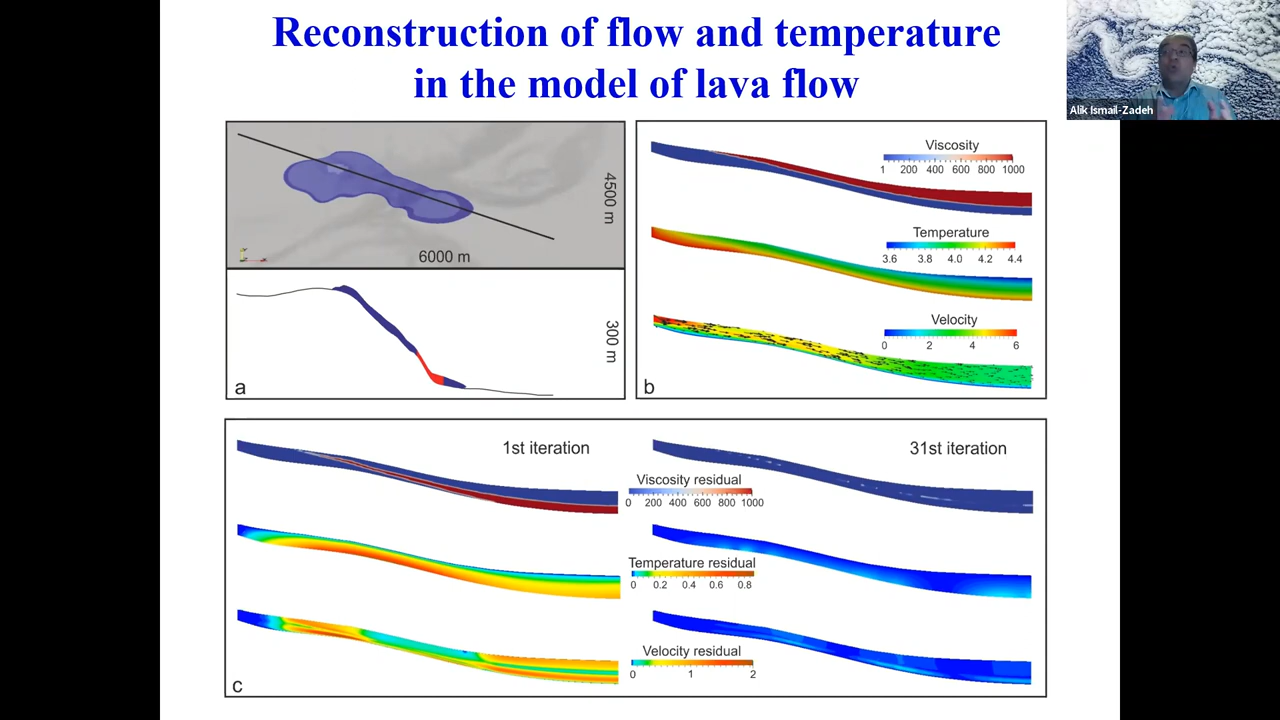 Reconstruction of flow and temperature
in the model of lava flow
Alik Ismail-Zadeh
4500 m
6000 m
300 m
a
Viscosity
1 200 400 600 800 1000
Temperature
3.6 3.8 4.0 4.2 4.4
Velocity
0 2 4 6
b
1st iteration
31st iteration
Viscosity residual
0 200 400 600 800 1000
Temperature residual
0 0.2 0.4 0.6 0.8
Velocity residual
0 1 2
c